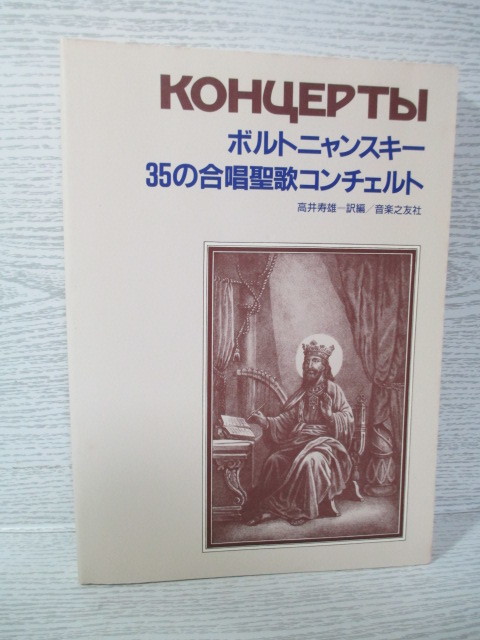 КОНЦЕРТЫ
ボルトニャンスキー
35の合唱聖歌コンチェルト
高井寿雄―訳編/音楽之友社